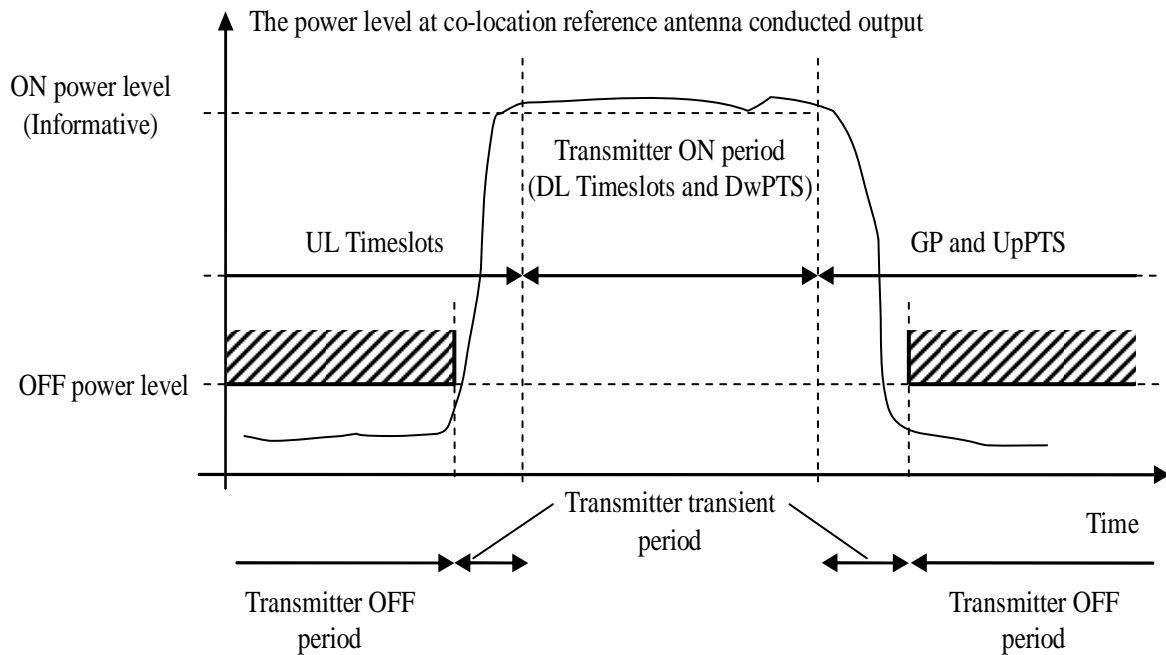 The power level at co-location reference antenna conducted output
ON power level
(Informative)
Transmitter ON period
(DL Timeslots and DwPTS)
UL Timeslots
GP and UpPTS
OFF power level
Transmitter transient
period
Time
Transmitter OFF
period
Transmitter OFF
period